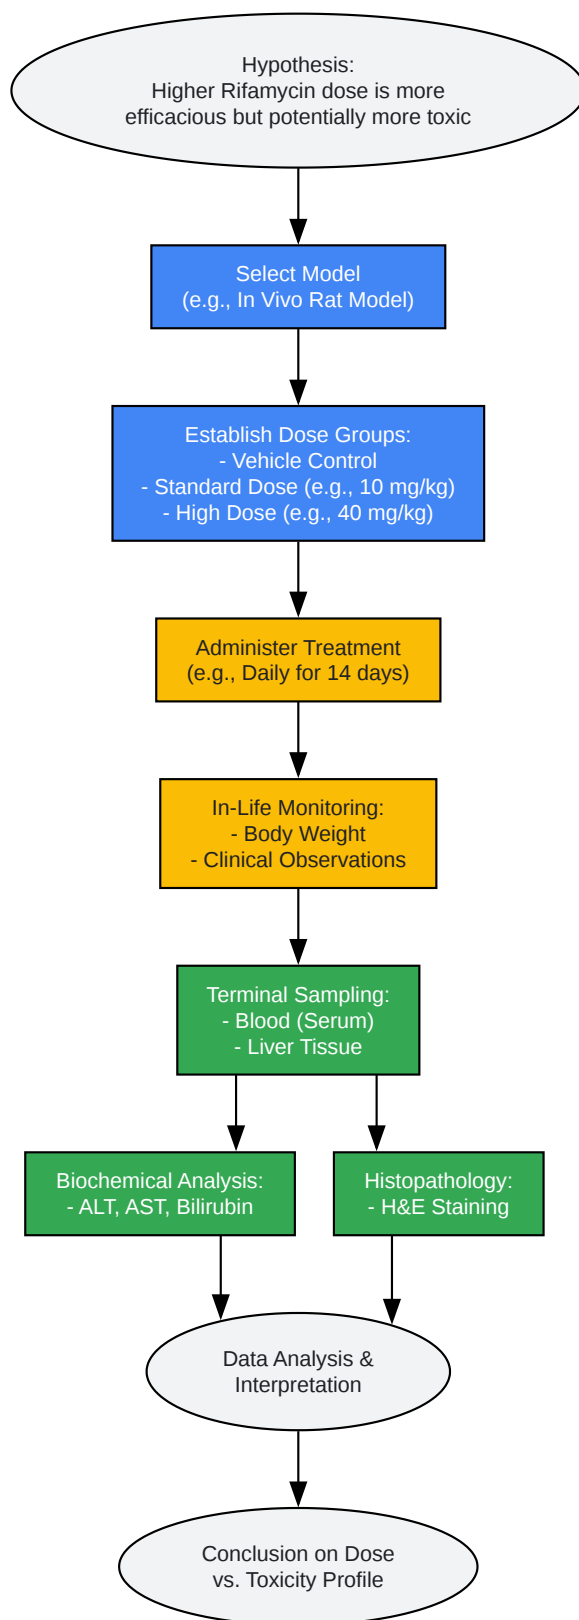 Hypothesis:
Higher Rifamycin dose is more
efficacious but potentially more toxic
Select Model
(e.g., In Vivo Rat Model)
Establish Dose Groups:
- Vehicle Control
- Standard Dose (e.g., 10 mg/kg)
- High Dose (e.g., 40 mg/kg)
Administer Treatment
(e.g., Daily for 14 days)
In-Life Monitoring:
- Body Weight
- Clinical Observations
Terminal Sampling:
- Blood (Serum)
- Liver Tissue
Biochemical Analysis:
- ALT, AST, Bilirubin
Histopathology:
- H&E Staining
Data Analysis &
Interpretation
Conclusion on Dose
vs. Toxicity Profile